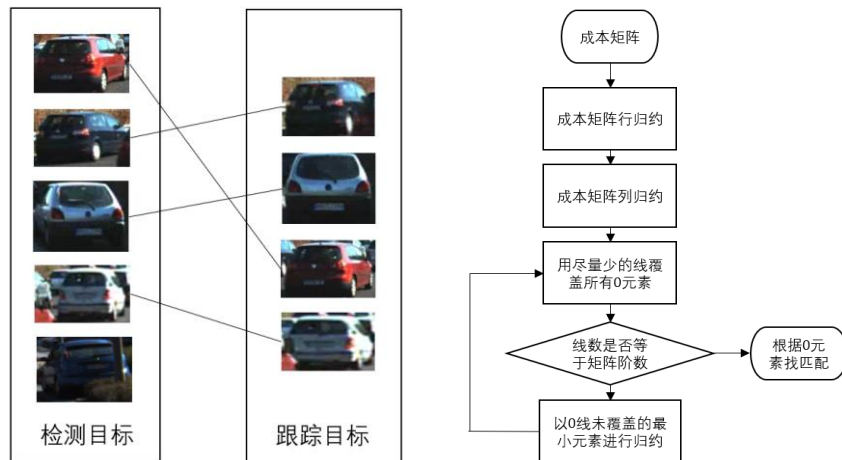 检测目标
跟踪目标
成本矩阵
成本矩阵行归约
成本矩阵列归约
用尽量少的线覆
盖所有0元素
线数是否等
于矩阵阶数
根据0元
素找匹配
以0线未覆盖的最
小元素进行归约